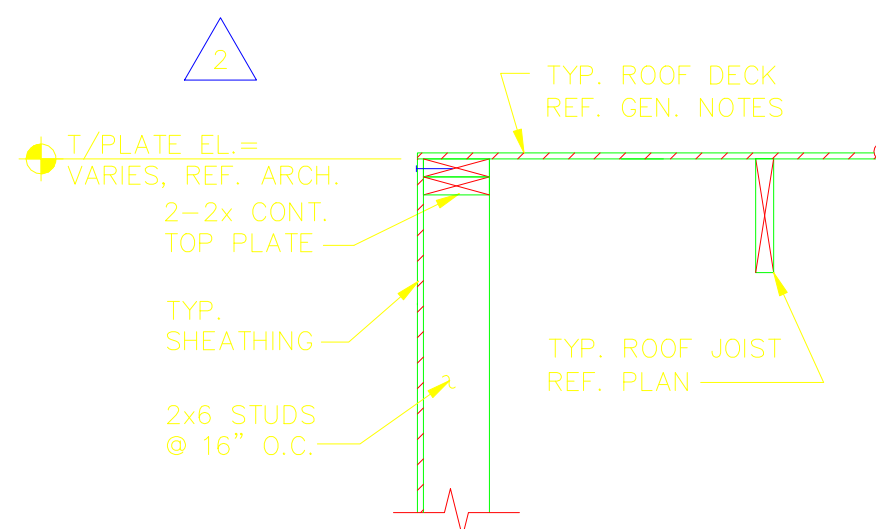 2
TYP. ROOF DECK
REF. GEN. NOTES
T/PLATE EL.=
VARIES, REF. ARCH.
2-2x CONT.
TOP PLATE
TYP.
SHEATHING
TYP. ROOF JOIST
REF. PLAN
2x6 STUDS
@ 16" O.C.